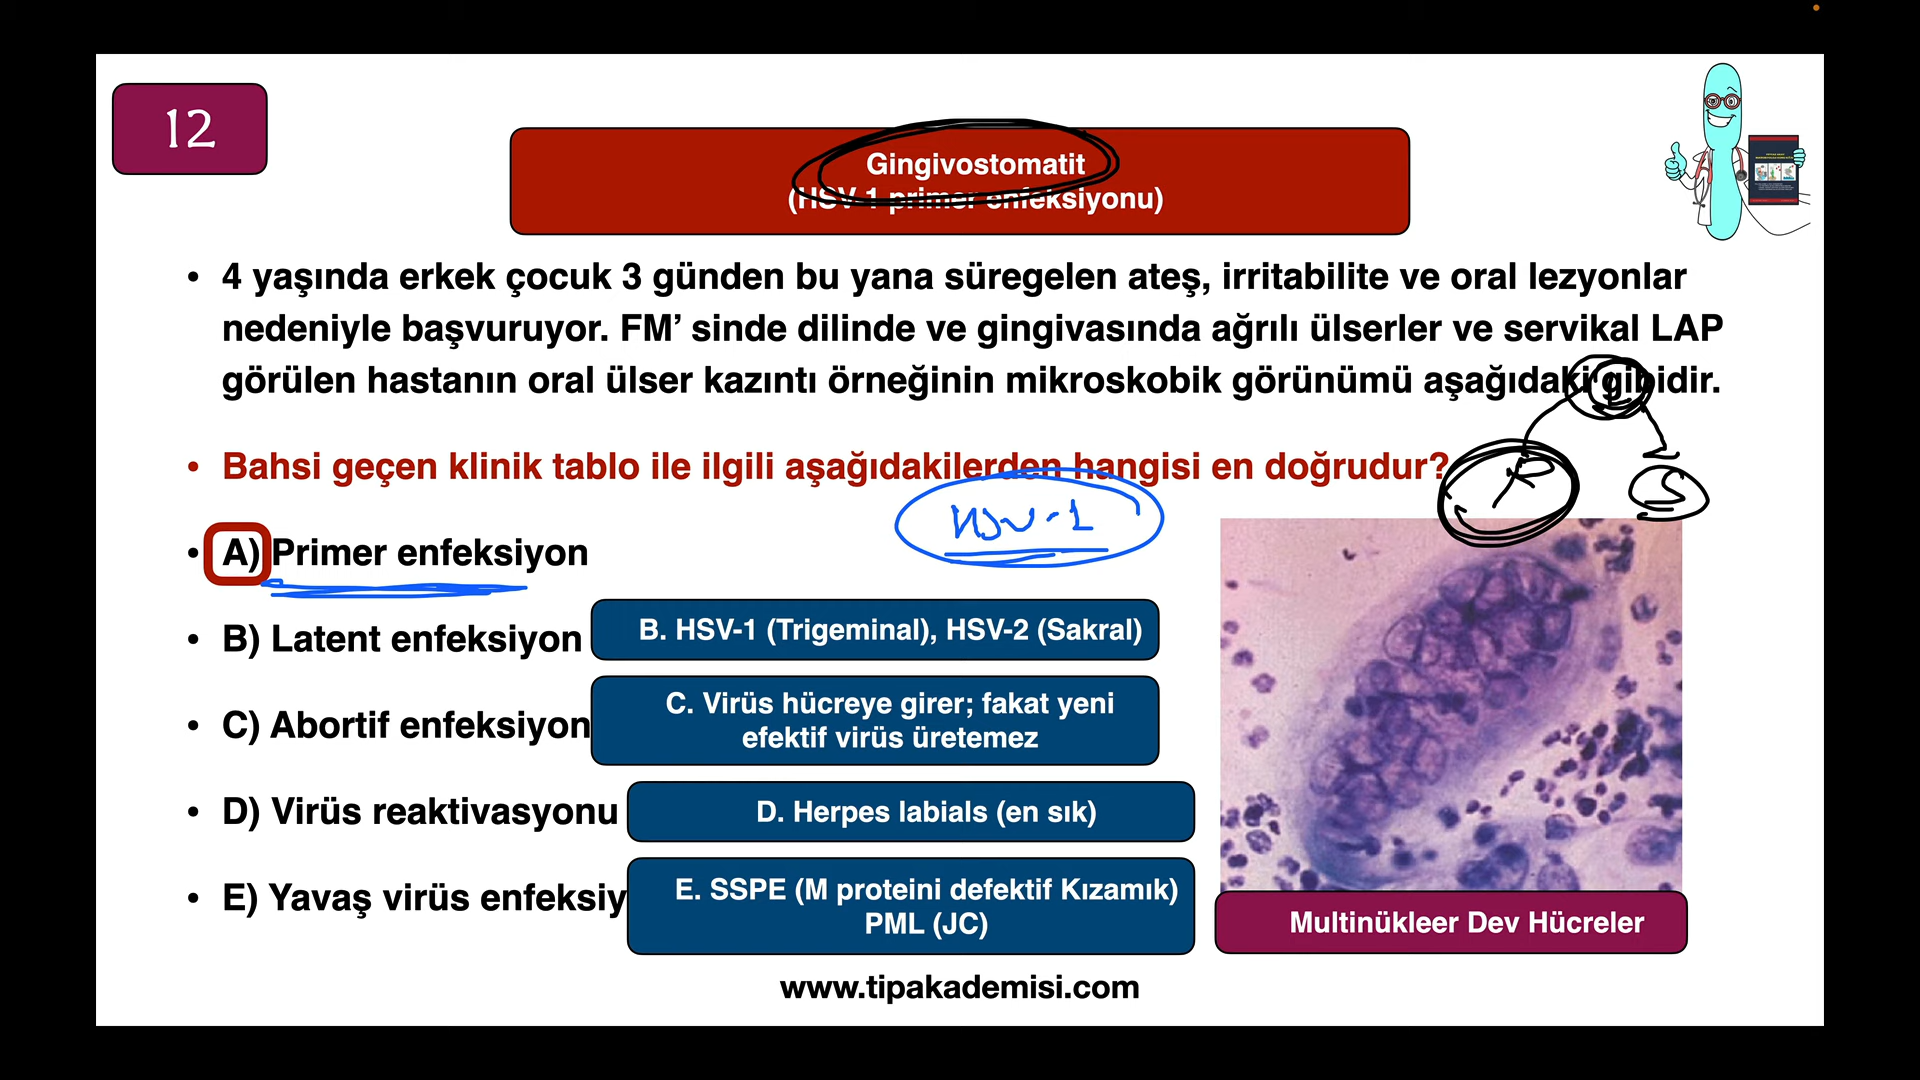 12
Gingivostomatit
(HSV-1 primer enfeksiyonu)
• 4 yaşında erkek çocuk 3 günden bu yana süregelen ateş, irritabilite ve oral lezyonlar
nedeniyle başvuruyor. FM’ sinde dilinde ve gingivasında ağrılı ülserler ve servikal LAP
görülen hastanın oral ülser kazıntı örneğinin mikroskobik görünümü aşağıdaki gibidir.
• Bahsi geçen klinik tablo ile ilgili aşağıdakilerden hangisi en doğrudur?
HSV-1
S
• A) Primer enfeksiyon
• B) Latent enfeksiyon
B. HSV-1 (Trigeminal), HSV-2 (Sakral)
• C) Abortif enfeksiyon
C. Virüs hücreye girer; fakat yeni
efektif virüs üretemez
• D) Virüs reaktivasyonu
D. Herpes labials (en sık)
• E) Yavaş virüs enfeksiy
E. SSPE (M proteini defektif Kızamık)
PML (JC)
Multinükleer Dev Hücreler
www.tipakademisi.com